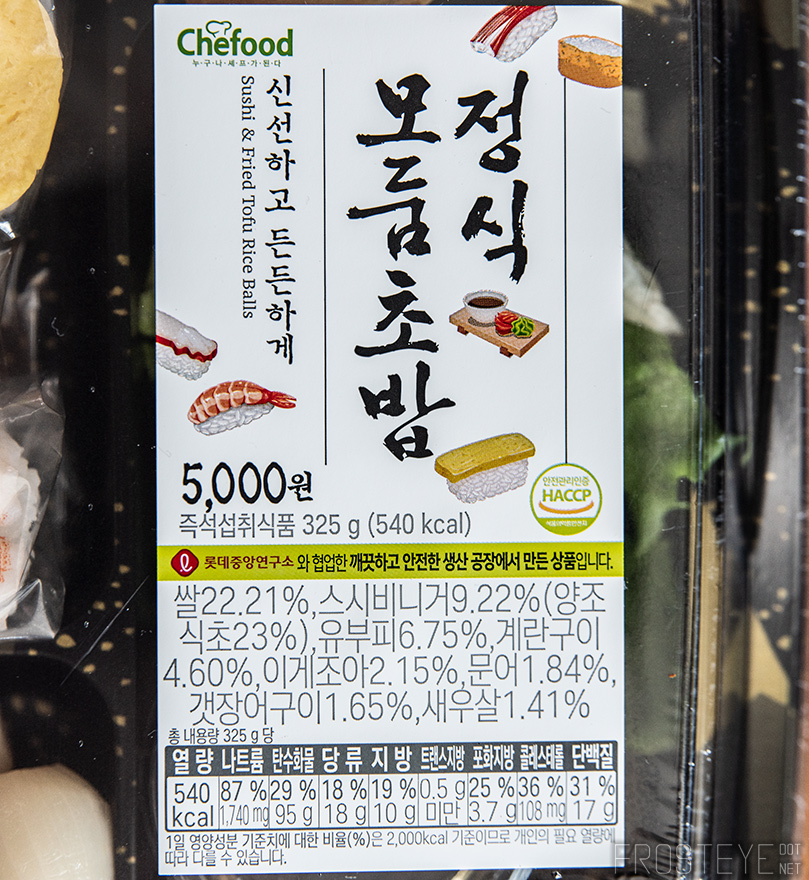 Chefood
누·구·나·셰·프·가·된·다
정식
모둠초밥
신선하고 든든하게
Sushi & Fried Tofu Rice Balls
5,000원
즉석섭취식품 325 g (540 kcal)
안전관리인증
HACCP
식품의약품안전처
롯데중앙연구소와 협업한 깨끗하고 안전한 생산 공장에서 만든 상품입니다.
쌀22.21%,스시비니거9.22%(양조
식초23%),유부피6.75%,계란구이
4.60%,이게조아2.15%,문어1.84%,
갯장어구이1.65%,새우살1.41%
총 내용량 325 g 당
열량 나트륨 탄수화물 당류 지방 트랜스지방 포화지방 콜레스테롤 단백질
540 87 % 29 % 18 % 19 % 0.5 g 25 % 36 % 31 %
kcal 1,740 mg 95 g 18 g 10 g 미만 3.7 g 108 mg 17 g
1일 영양성분 기준치에 대한 비율(%)은 2,000kcal 기준이므로 개인의 필요 열량에
따라 다를 수 있습니다.
FROSTEYE DOT NET